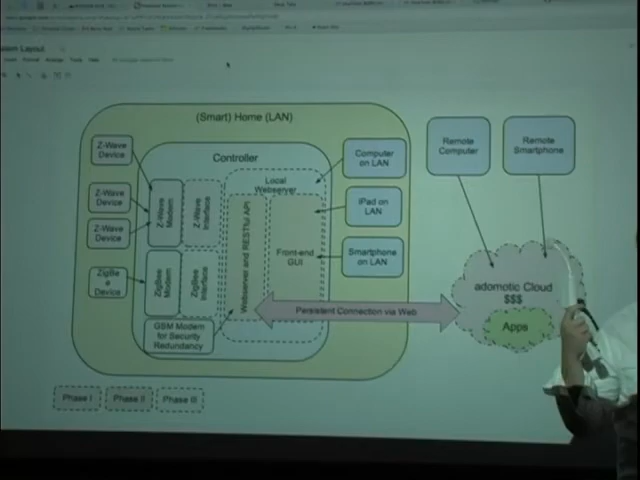 Layout
(Smart) Home (LAN)
Z-Wave
Device
Z-Wave
Device
Z-Wave
Device
ZigBe
e
Device
Controller
Z-Wave
Modem
Z-Wave
Interface
ZigBee
Modem
ZigBee
Interface
GSM Modem
for Security
Redundancy
Local
Webserver
Webserver and RESTful API
Front-end
GUI
Computer
on LAN
iPad on
LAN
Smartphone
on LAN
Remote
Computer
Remote
Smartphone
Persistent Connection via Web
adomotic Cloud
$$$
Apps
Phase I
Phase II
Phase III